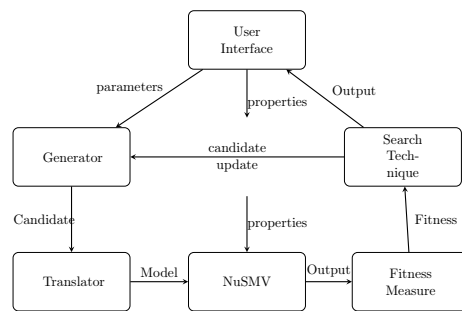 User
Interface
parameters
properties
Output
Generator
candidate
update
Search
Tech-
nique
Candidate
properties
Fitness
Translator
Model
NuSMV
Output
Fitness
Measure